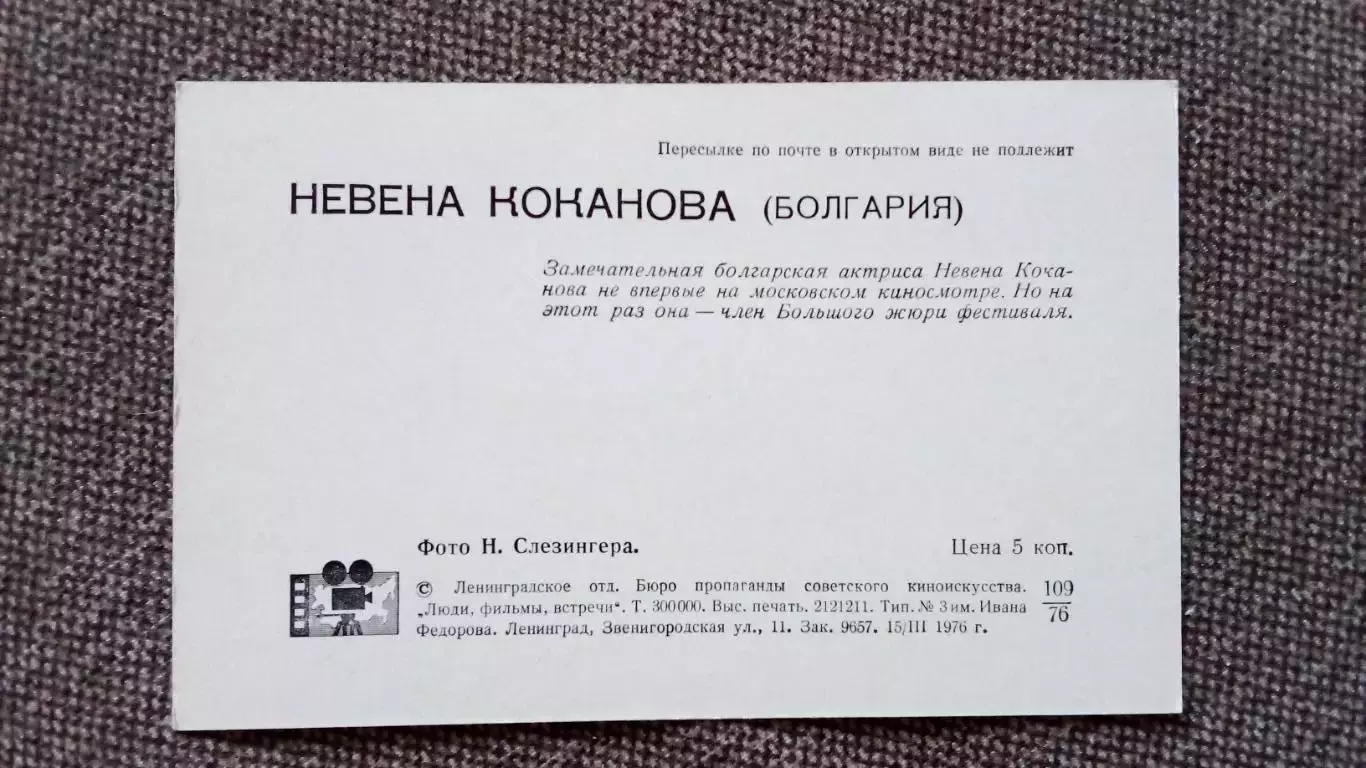 Пересылке по почте в открытом виде не подлежит
НЕВЕНА КОКАНОВА (БОЛГАРИЯ)
Замечательная болгарская актриса Невена Кока-
нова не впервые на московском киносмотре. Но на
этот раз она — член Большого жюри фестиваля.
Фото Н. Слезингера.
Цена 5 коп.
© Ленинградское отд. Бюро пропаганды советского киноискусства.
„Люди, фильмы, встречи“. Т. 300000. Выс. печать. 2121211. Тип. № 3 им. Ивана
Федорова. Ленинград, Звенигородская ул., 11. Зак. 9657. 15/III 1976 г.
109
76